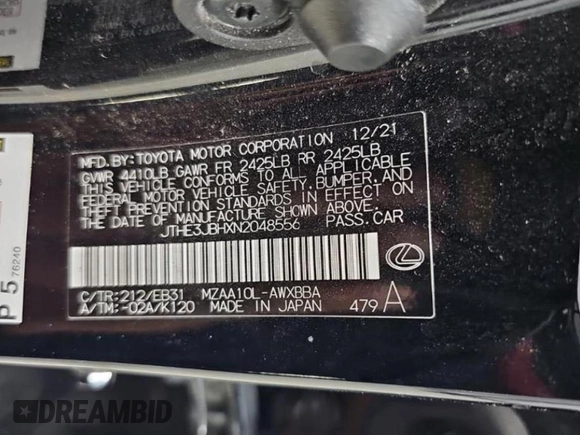 MFD. BY: TOYOTA MOTOR CORPORATION 12/21
GVWR 4410LB GAWR FR 2425LB RR 2425LB
THIS VEHICLE CONFORMS TO ALL APPLICABLE
FEDERAL MOTOR VEHICLE SAFETY, BUMPER, AND
THEFT PREVENTION STANDARDS IN EFFECT ON
THE DATE OF MANUFACTURE SHOWN ABOVE.
JTHE3JBHXN2048556 PASS. CAR
C/TR: 212/EB31 MZAA10L-AWXBBA
A/TM: -02A/K120 MADE IN JAPAN 479 A
P 5 76240
DREAMBID